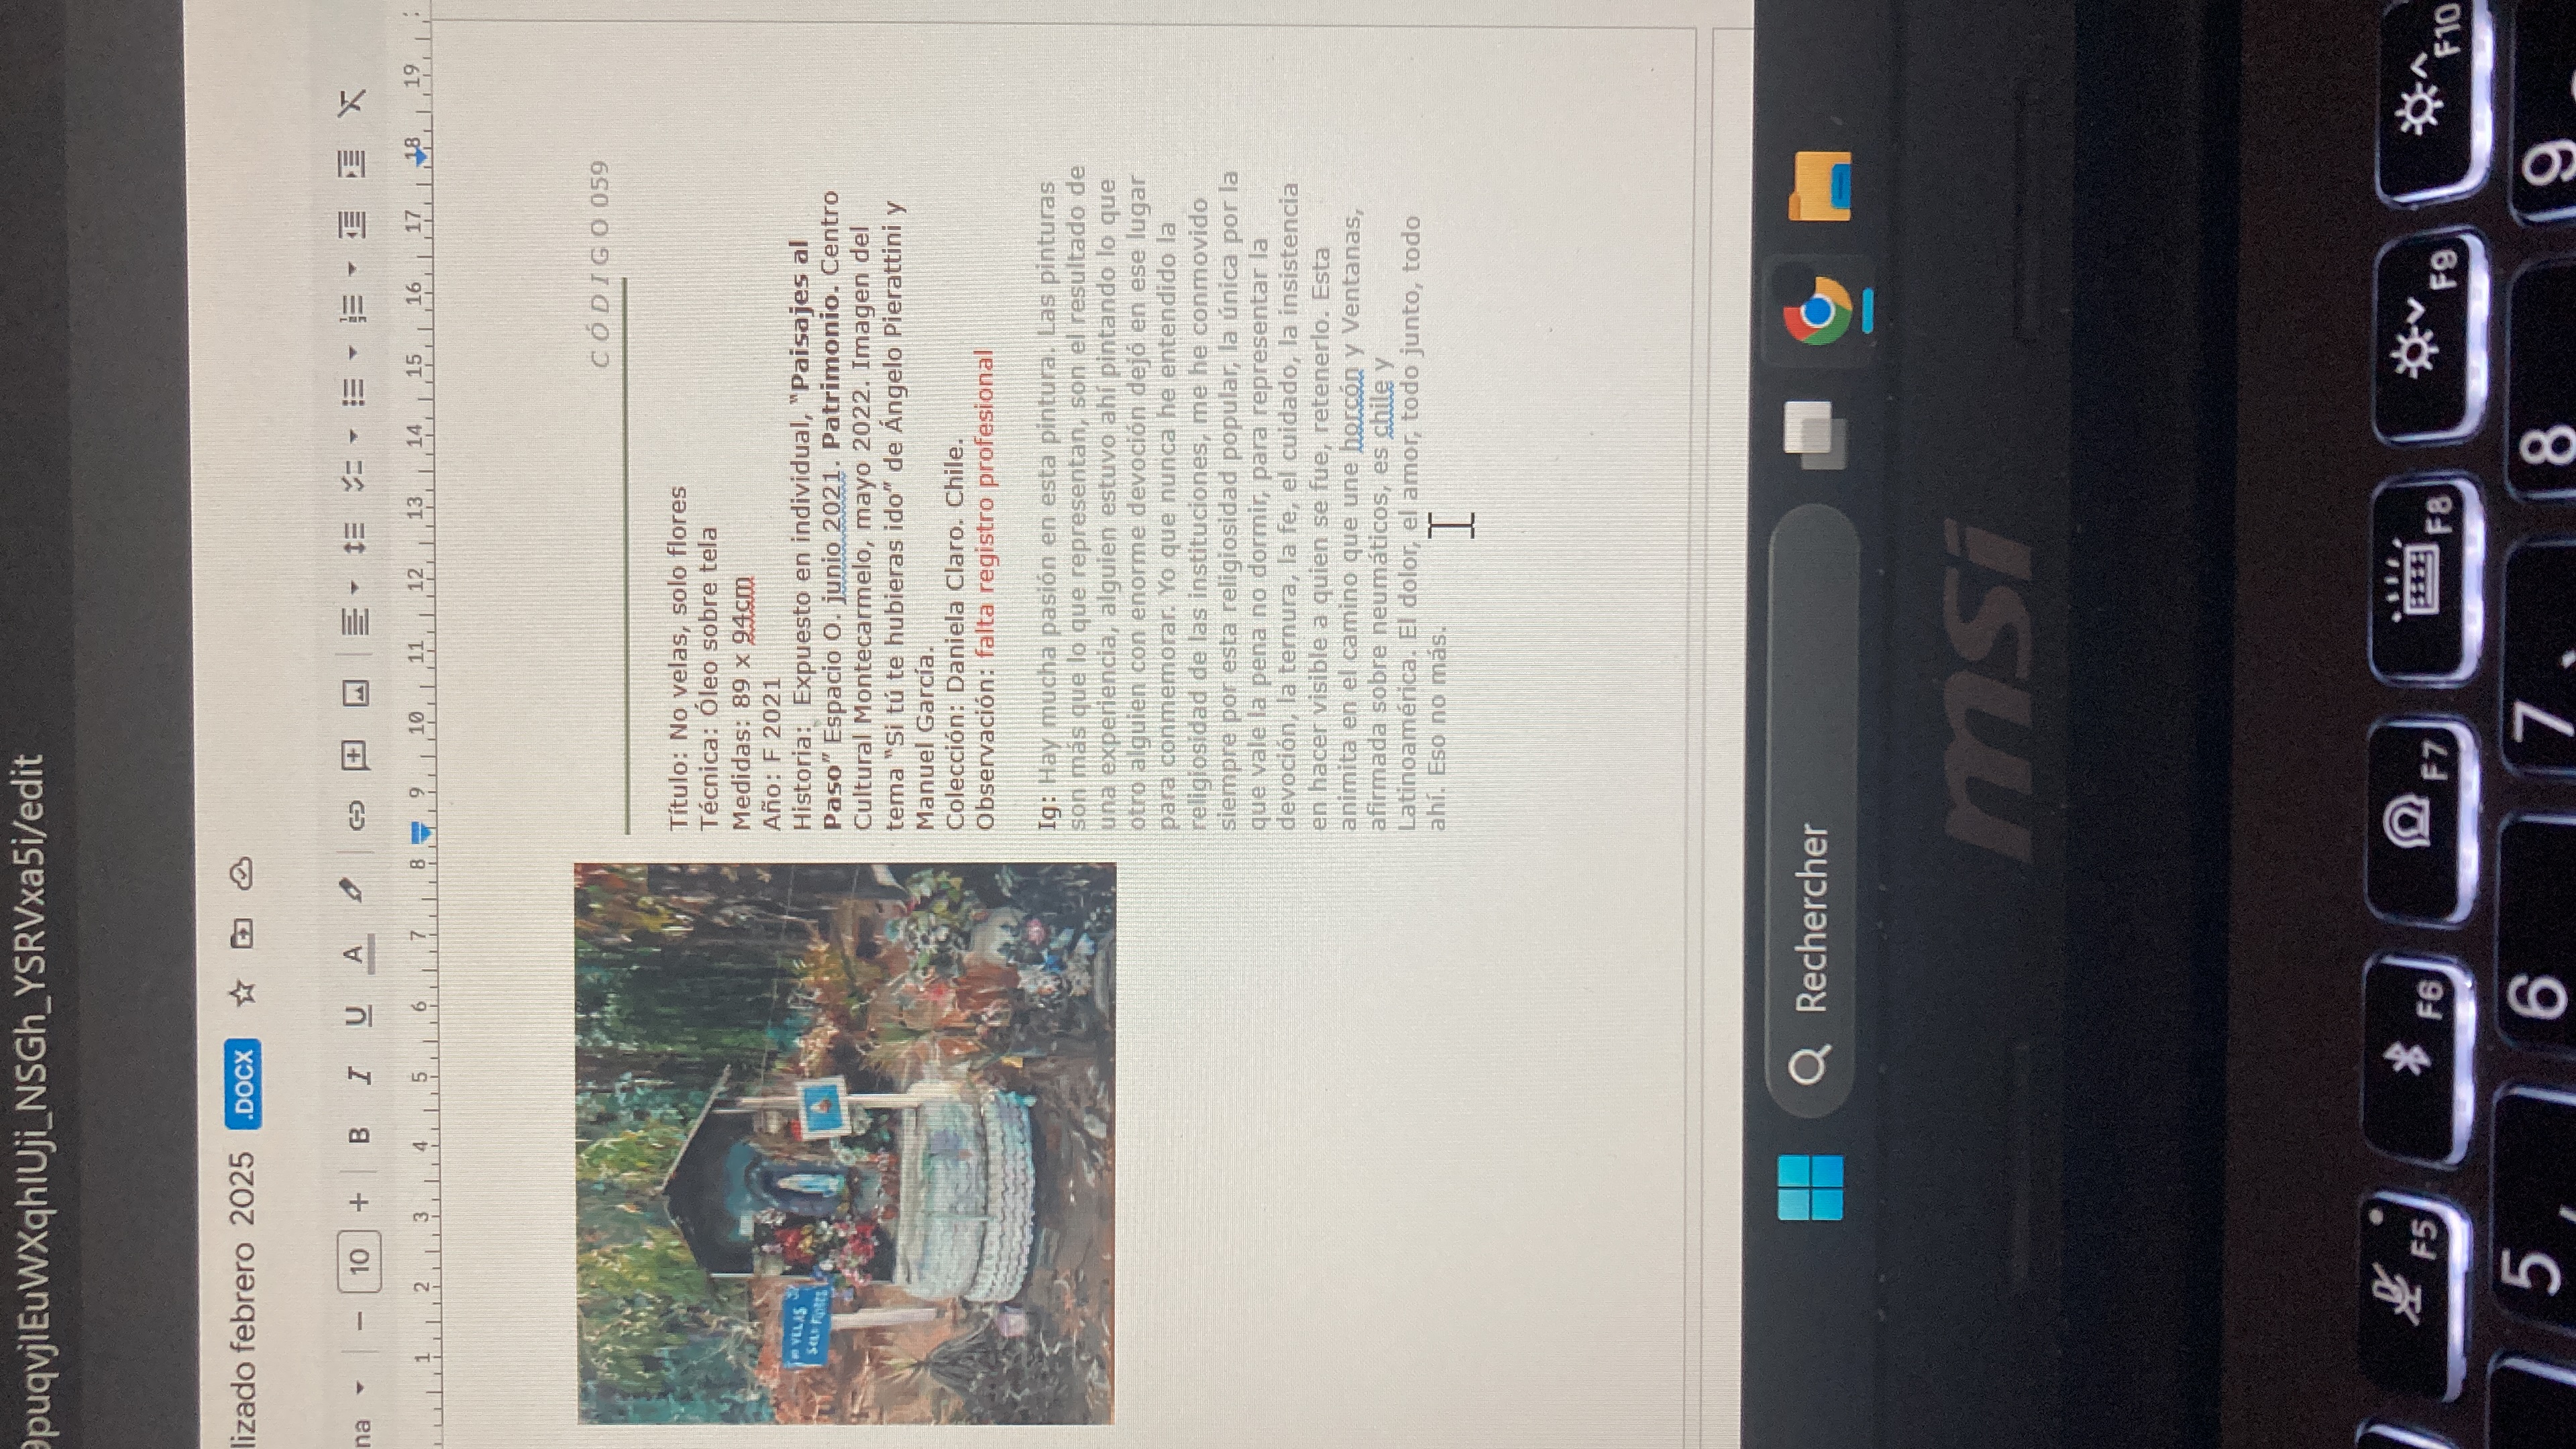 9puqvjlEuWXqhlUji_NSGh_YSRVxa5i/edit
lizado febrero 2025 .DOCX
na 10 B I U A
1 2 3 4 5 6 7 8 9 10 11 12 13 14 15 16 17 18 19
CÓDIGO 059
Título: No velas, solo flores
Técnica: Óleo sobre tela
Medidas: 89 x 94cm
Año: F 2021
Historia: Expuesto en individual, "Paisajes al
Paso" Espacio O. junio 2021. Patrimonio. Centro
Cultural Montecarmelo, mayo 2022. Imagen del
tema "Si tú te hubieras ido" de Ángelo Pierattini y
Manuel García.
Colección: Daniela Claro. Chile.
Observación: falta registro profesional
Ig: Hay mucha pasión en esta pintura. Las pinturas
son más que lo que representan, son el resultado de
una experiencia, alguien estuvo ahí pintando lo que
otro alguien con enorme devoción dejó en ese lugar
para conmemorar. Yo que nunca he entendido la
religiosidad de las instituciones, me he conmovido
siempre por esta religiosidad popular, la única por la
que vale la pena no dormir, para representar la
devoción, la ternura, la fe, el cuidado, la insistencia
en hacer visible a quien se fue, retenerlo. Esta
animita en el camino que une horcón y Ventanas,
afirmada sobre neumáticos, es chile y
Latinoamérica. El dolor, el amor, todo junto, todo
ahí. Eso no más.
VELAS
SOLO FLORES
Rechercher
msi
F5 F6 F7 F8 F9 F10
5 6 7 8 9